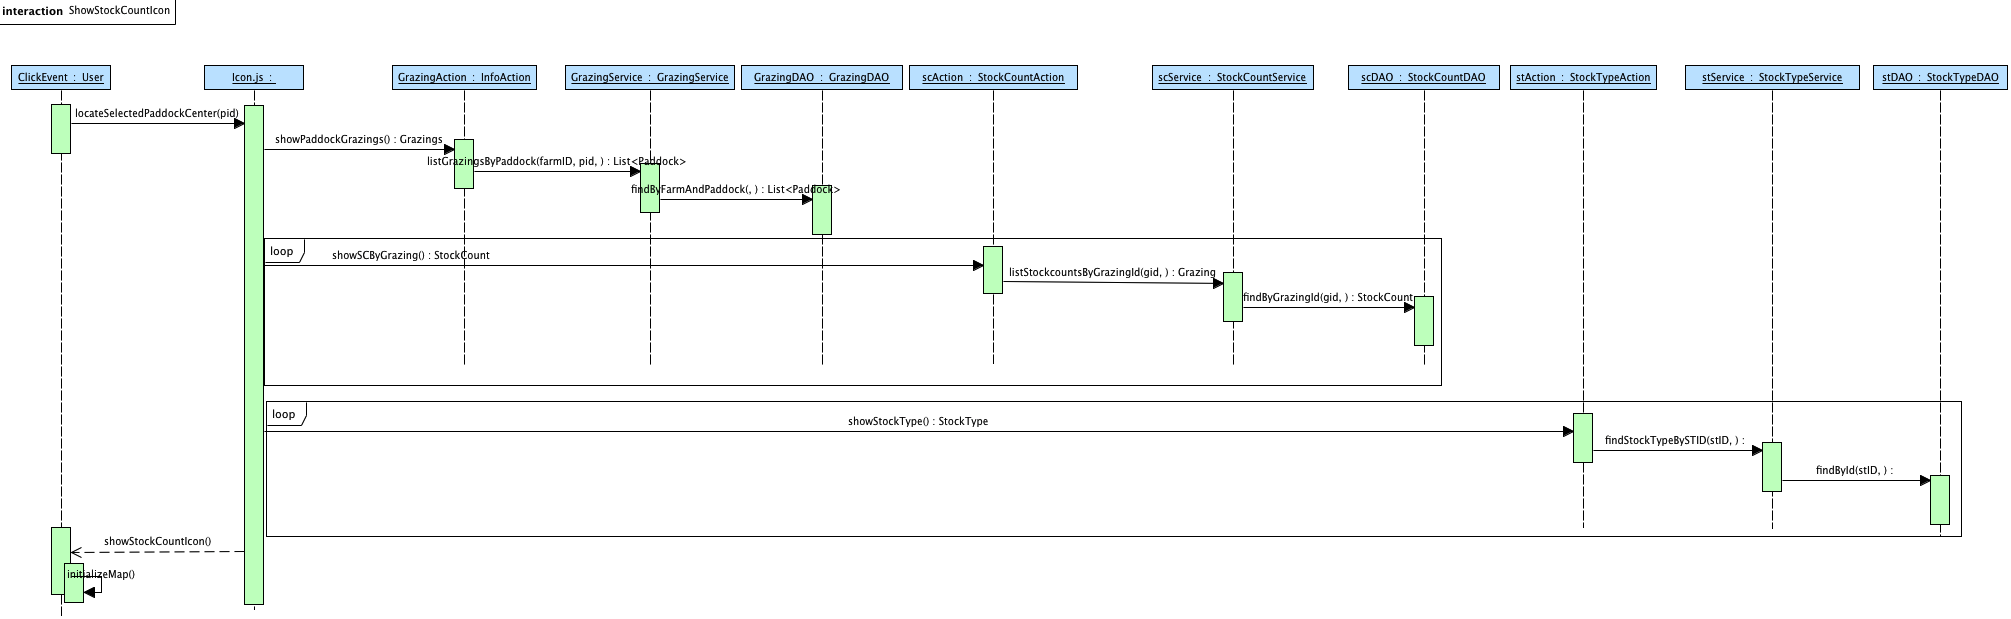 interaction ShowStockCountIcon
ClickEvent : User
Icon.js :
GrazingAction : InfoAction
GrazingService : GrazingService
GrazingDAO : GrazingDAO
scAction : StockCountAction
scService : StockCountService
scDAO : StockCountDAO
stAction : StockTypeAction
stService : StockTypeService
stDAO : StockTypeDAO
locateSelectedPaddockCenter(pid)
showPaddockGrazings() : Grazings
listGrazingsByPaddock(farmID, pid, ) : List<Paddock>
findByFarmAndPaddock(, ) : List<Paddock>
loop
showSCByGrazing() : StockCount
listStockcountsByGrazingId(gid, ) : Grazing
findByGrazingId(gid, ) : StockCount
loop
showStockType() : StockType
findStockTypeBySTID(stID, ) :
findById(stID, ) :
showStockCountIcon()
initializeMap()